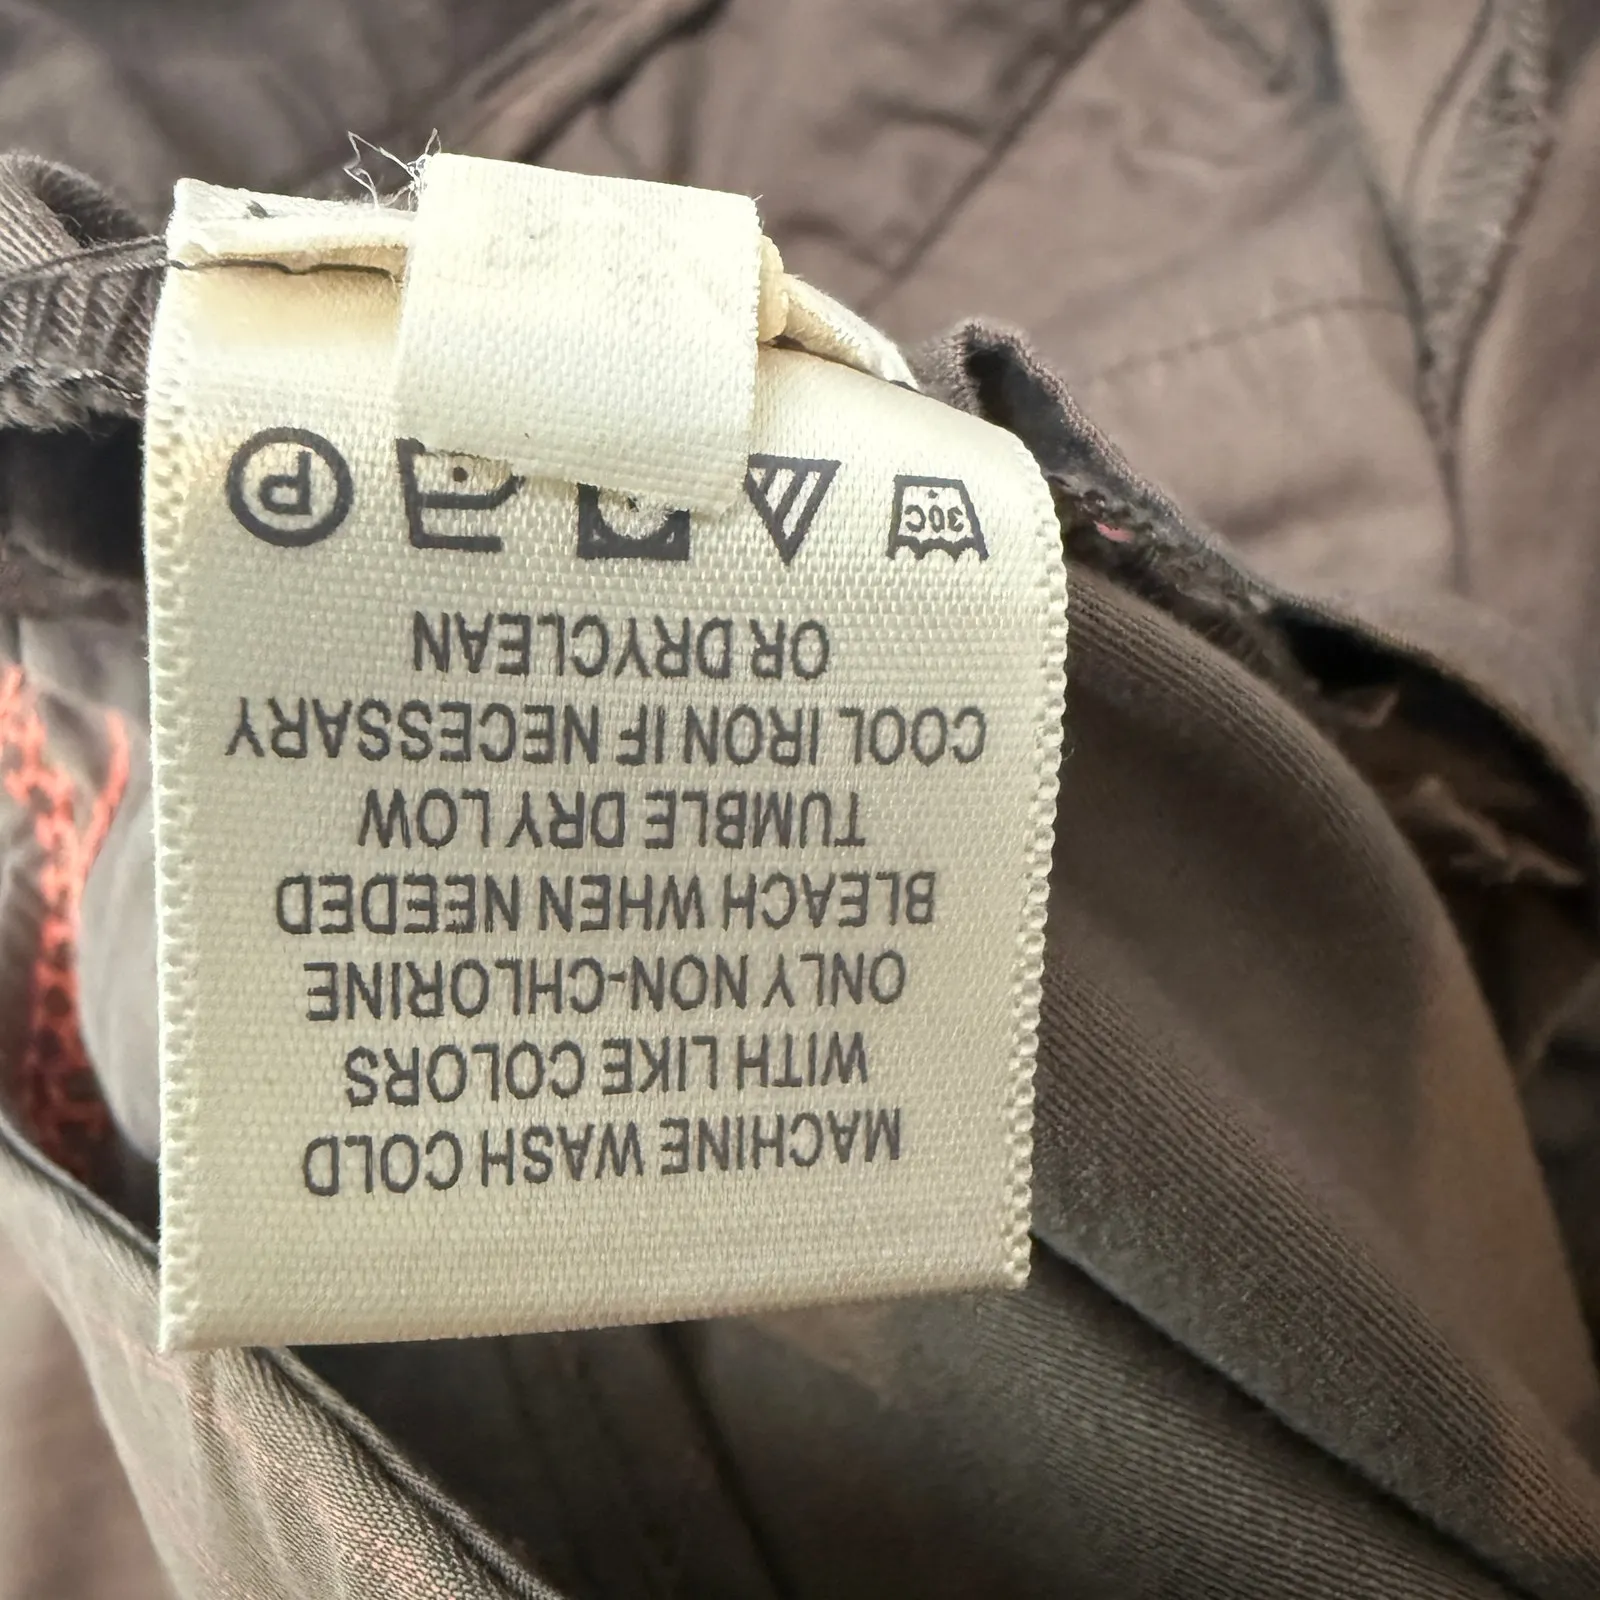 MACHINE WASH COLD
WITH LIKE COLORS
ONLY NON-CHLORINE
BLEACH WHEN NEEDED
TUMBLE DRY LOW
COOL IRON IF NECESSARY
OR DRYCLEAN
30C P